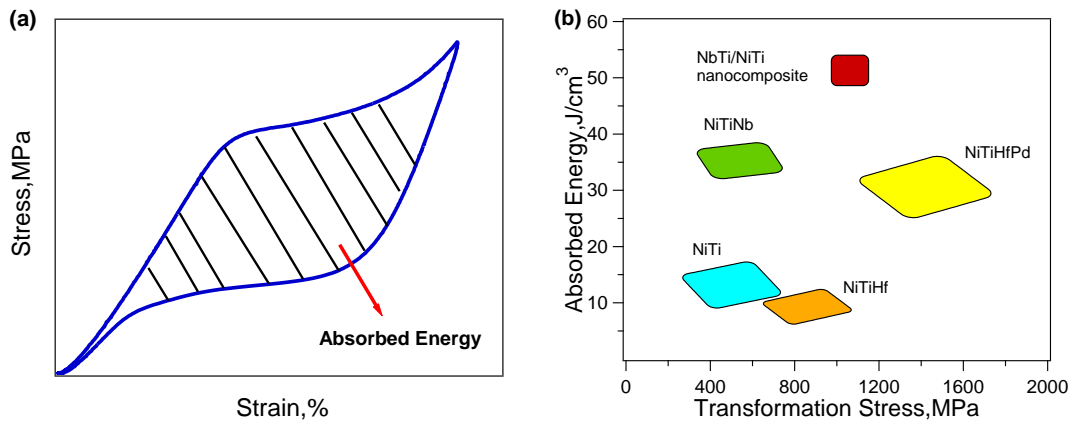 (a)
Stress,MPa
Absorbed Energy
Strain,%
(b)
Absorbed Energy,J/cm³
60
50
40
30
20
10
NbTi/NiTi
nanocomposite
NiTiNb
NiTiHfPd
NiTi
NiTiHf
0 400 800 1200 1600 2000
Transformation Stress,MPa